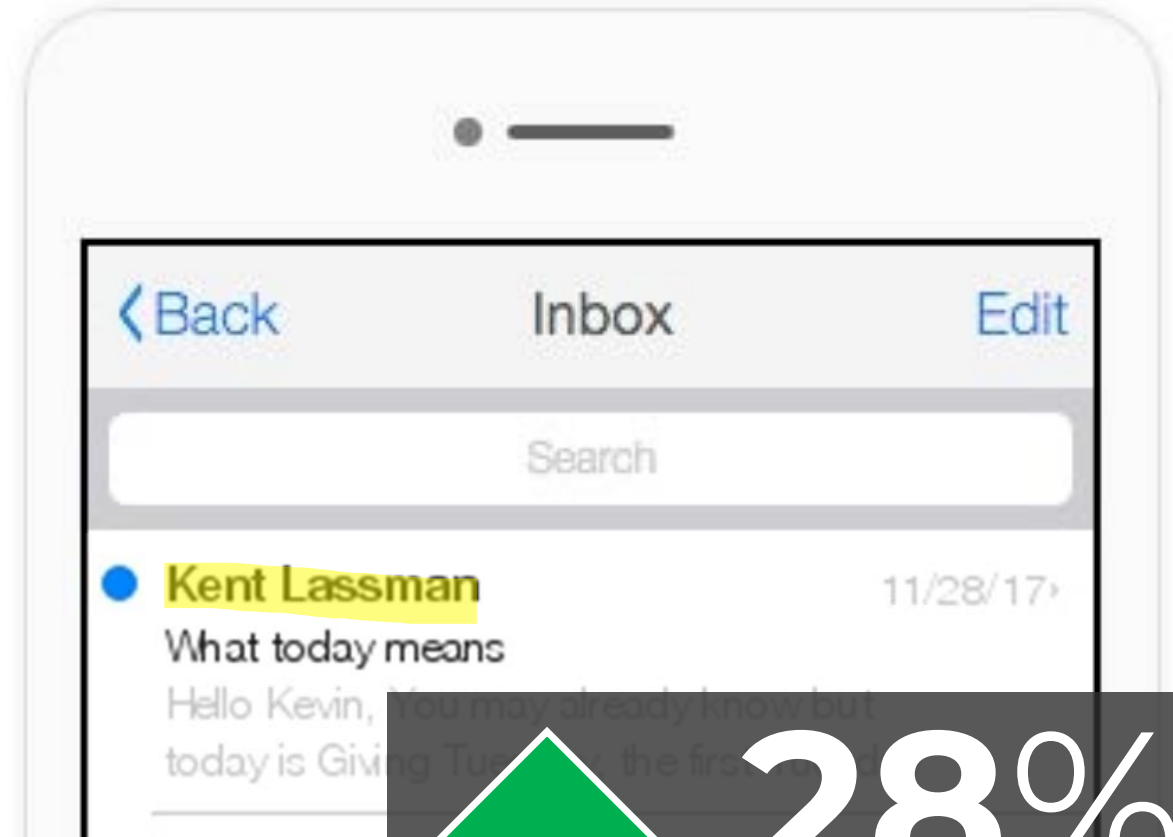 Back Inbox Edit
Search
Kent Lassman 11/28/17
What today means
Hello Kevin, You may already know but
today is Giving Tuesday, the first
28%